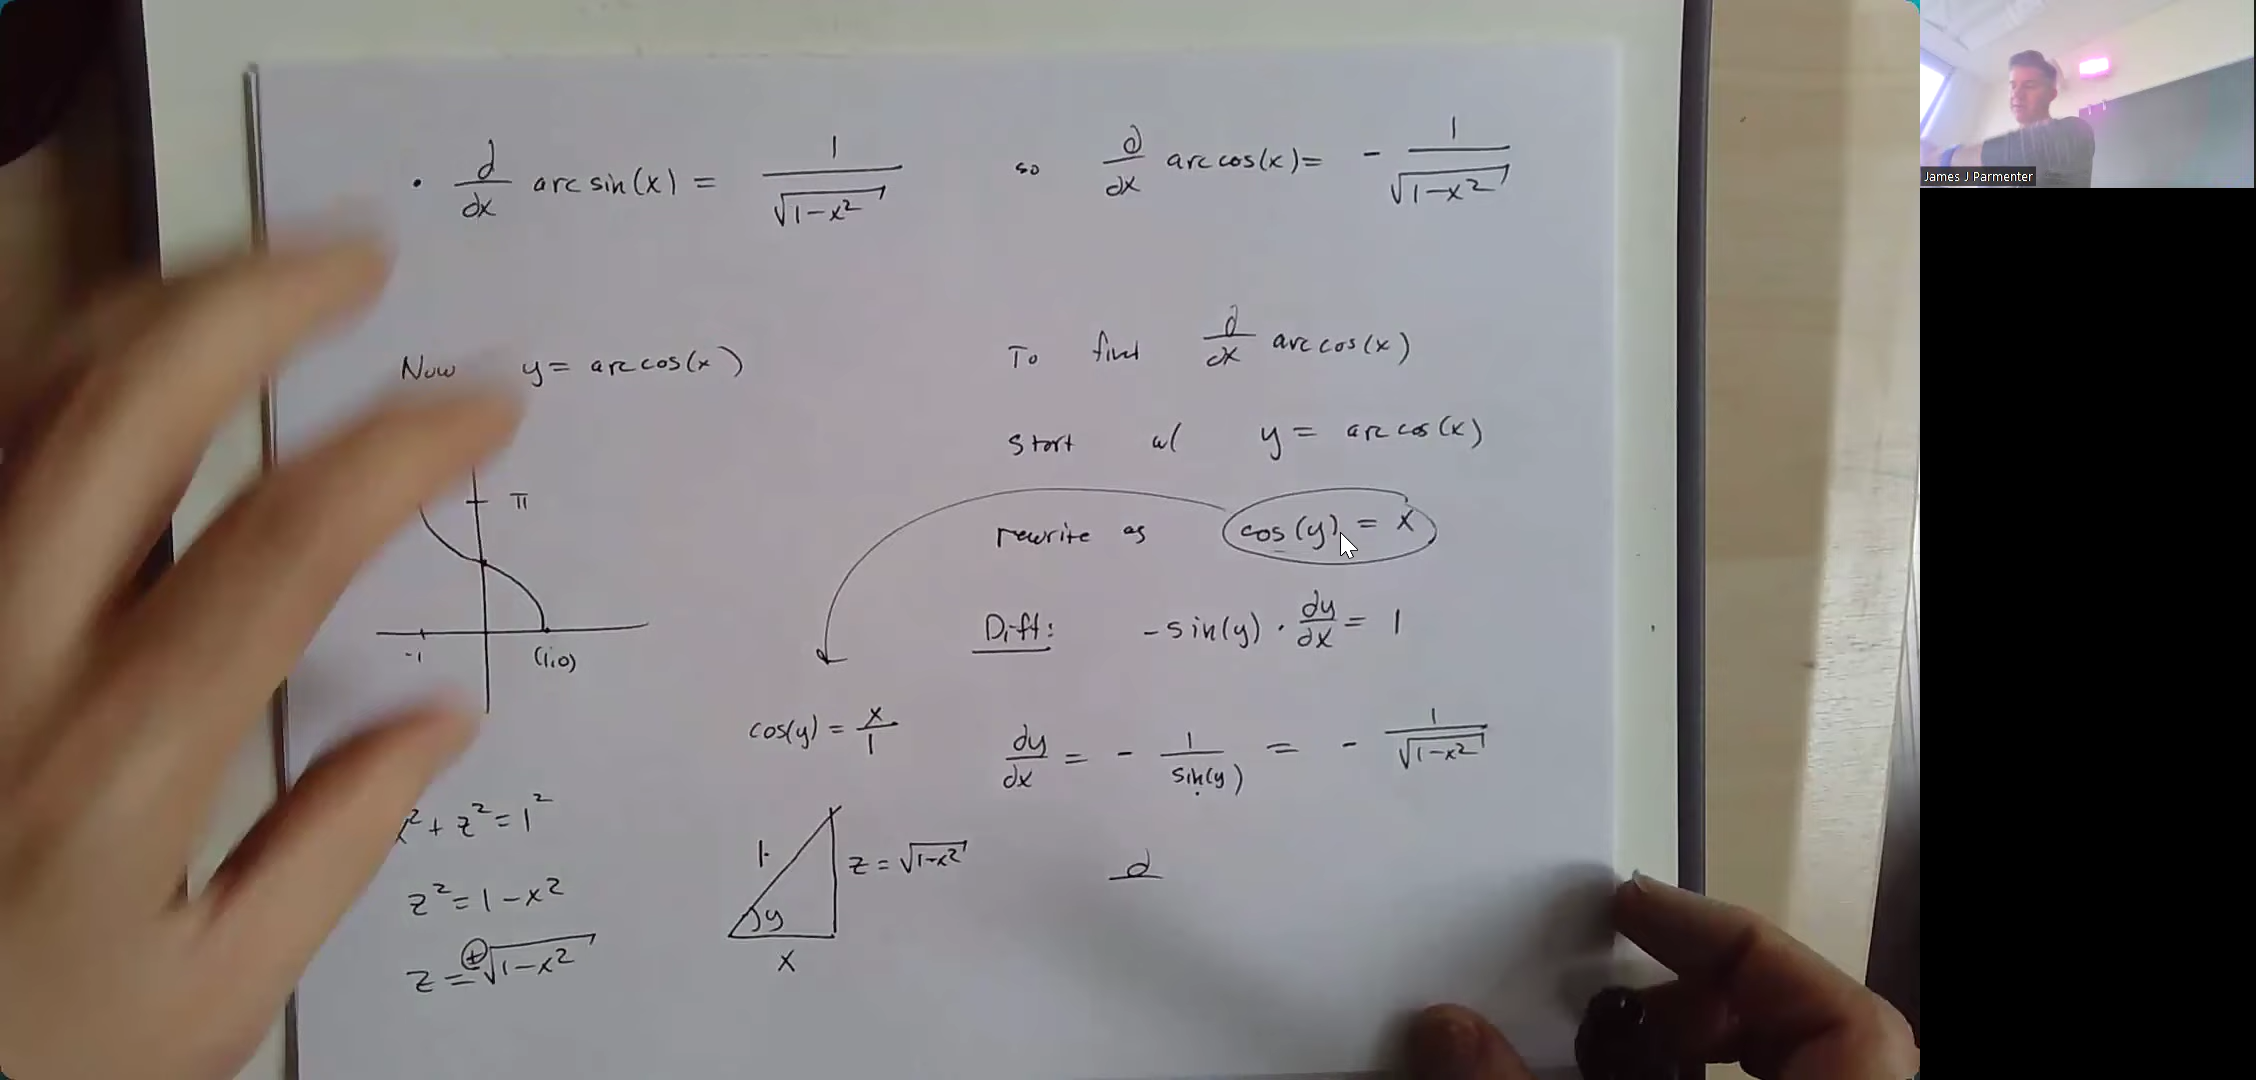 • d/dx arcsin(x) = 1/√(1-x²) so d/dx arccos(x) = - 1/√(1-x²)
James J Parmenter
Now y = arccos(x)
To find d/dx arccos(x)
Start w/ y = arccos(x)
π
rewrite as cos(y) = x
Diff: -sin(y) · dy/dx = 1
-1 (1,0)
cos(y) = x/1
dy/dx = - 1/sin(y) = - 1/√(1-x²)
x² + z² = 1²
1 z = √(1-x²)
d
z² = 1-x²
y
z = ±√(1-x²)
x